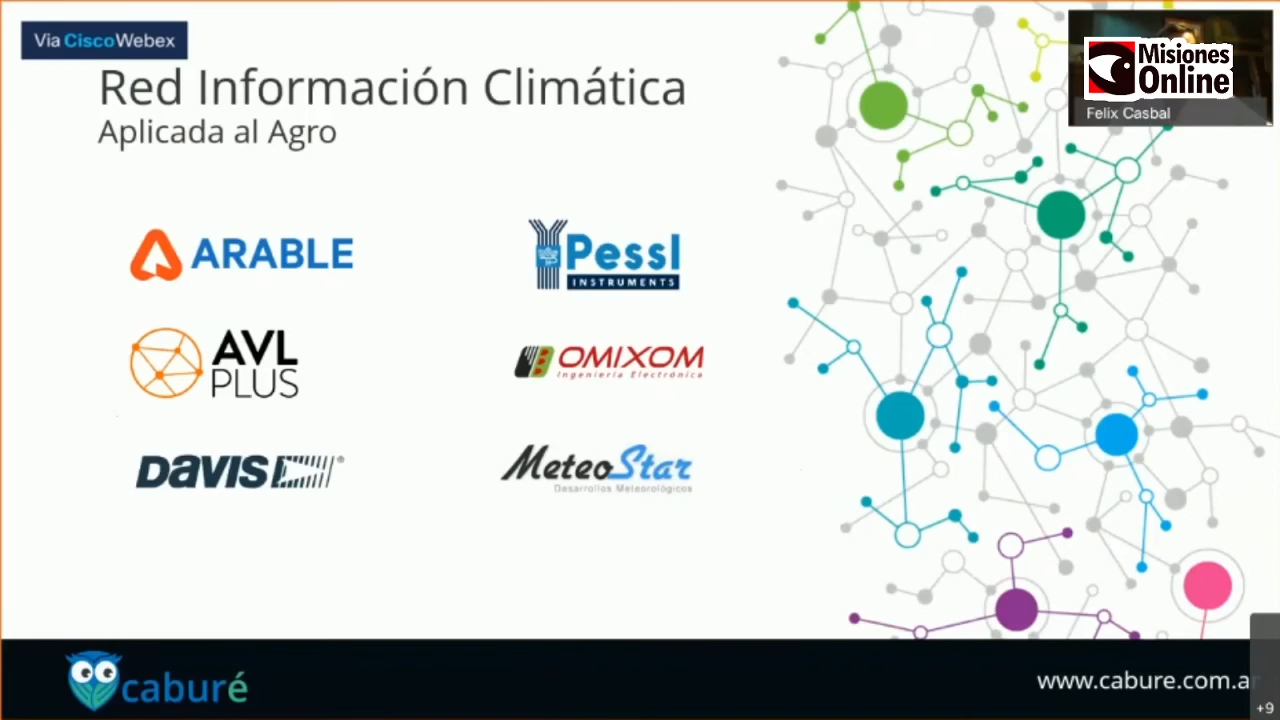 Via CiscoWebex
Red Información Climática
Aplicada al Agro
Misiones
Online
Felix Casbal
ARABLE
Pessl
INSTRUMENTS
AVL
PLUS
OMIXOM
Ingeniería Electrónica
DAVIS
MeteoStar
Desarrollos Meteorológicos
caburé
www.cabure.com.ar
+9